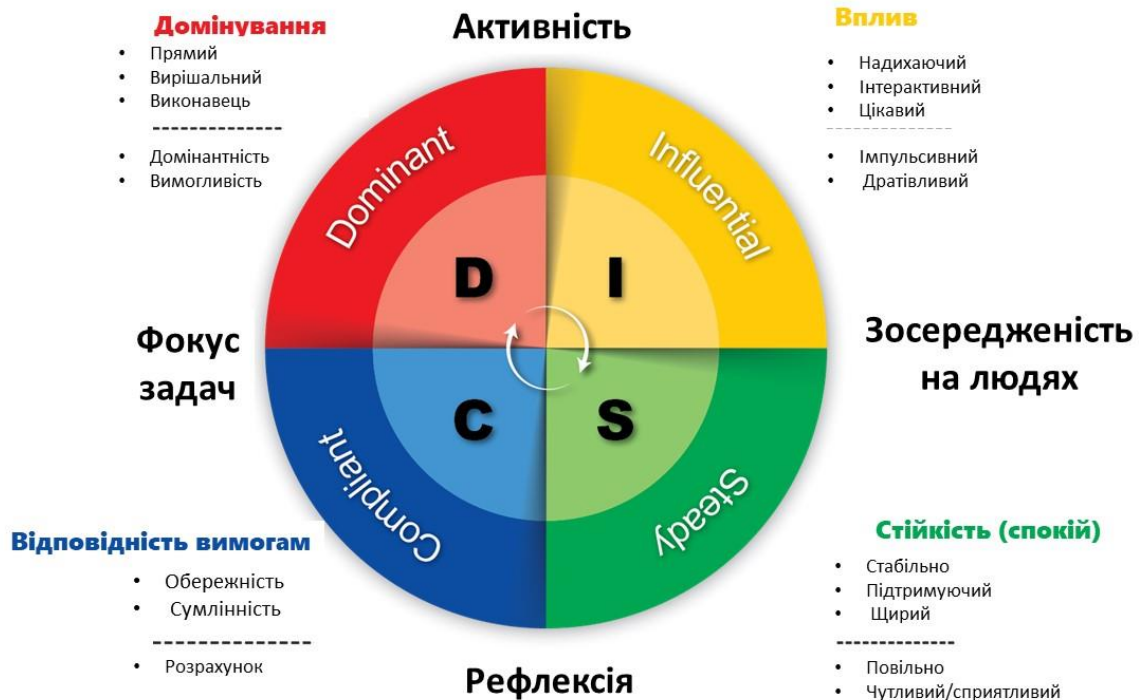 Домінування
• Прямий
• Вирішальний
• Виконавець
--------------
• Домінантність
• Вимогливість
Активність
Вплив
• Надихаючий
• Інтерактивний
• Цікавий
--------------
• Імпульсивний
• Дратівливий
Dominant
Influential
D
I
Фокус
задач
Зосередженість
на людях
C
S
Compliant
Steady
Відповідність вимогам
• Обережність
• Сумлінність
--------------
• Розрахунок
Рефлексія
Стійкість (спокій)
• Стабільно
• Підтримуючий
• Щирий
--------------
• Повільно
• Чутливий/сприятливий